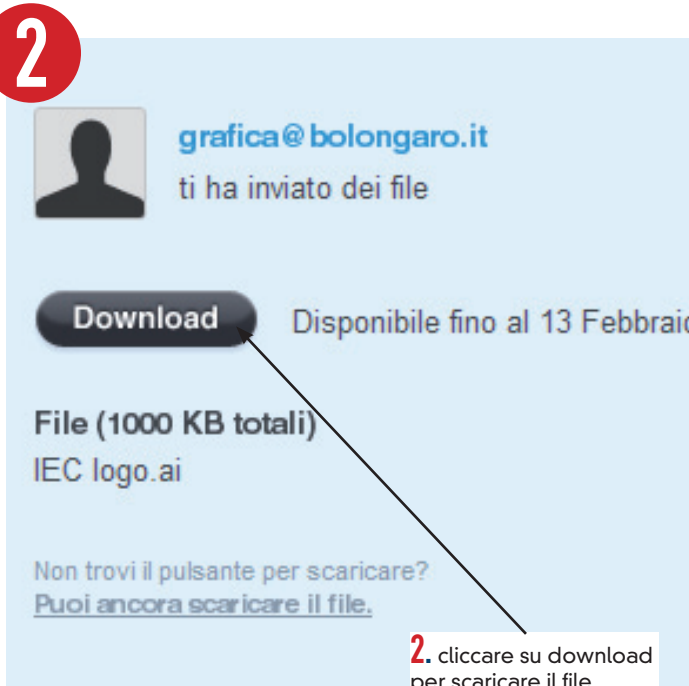 2
grafica@bolongaro.it
ti ha inviato dei file
Download
Disponibile fino al 13 Febbraio
File (1000 KB totali)
IEC logo.ai
Non trovi il pulsante per scaricare?
Puoi ancora scaricare il file.
2. cliccare su download
per scaricare il file